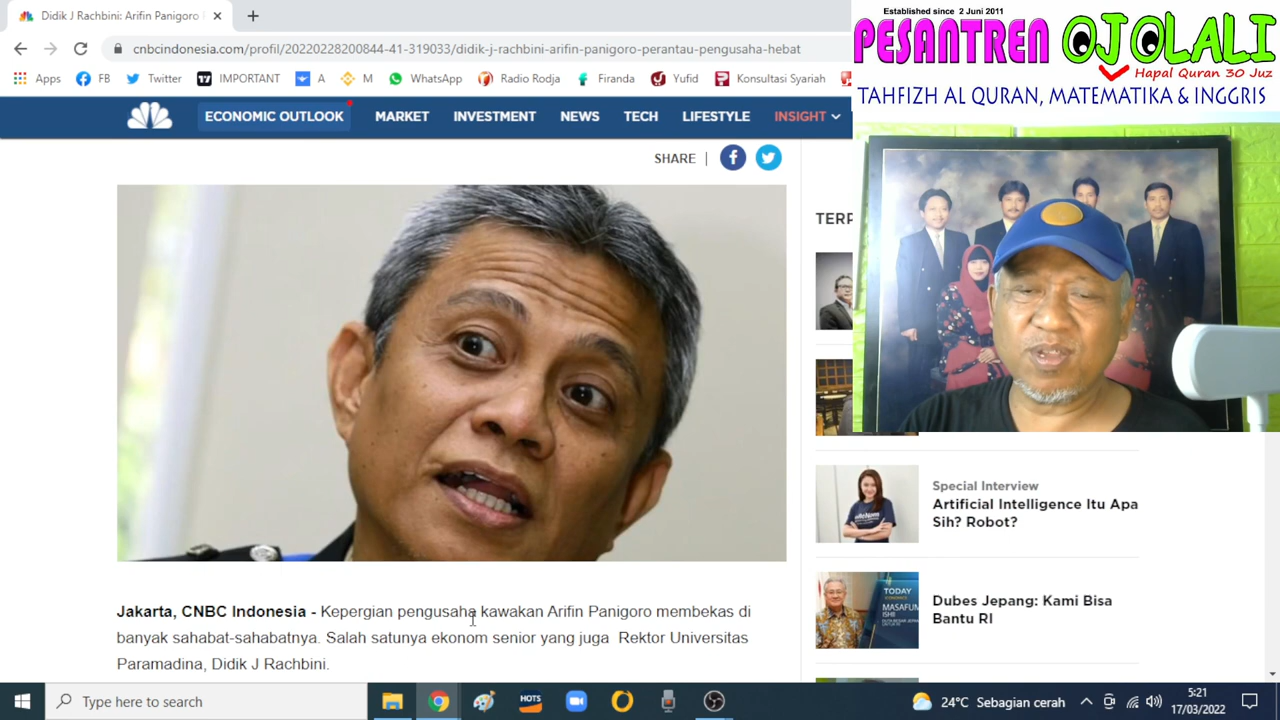 Didik J Rachbini: Arifin Panigoro
Established since 2 Juni 2011
PESANTREN OJOLALI
Hapal Quran 30 Juz
TAHFIZH AL QURAN, MATEMATIKA & INGGRIS
cnbcindonesia.com/profil/20220228200844-41-319033/didik-j-rachbini-arifin-panigoro-perantau-pengusaha-hebat
Apps FB Twitter IMPORTANT A M WhatsApp Radio Rodja Firanda Yufid Konsultasi Syariah
ECONOMIC OUTLOOK MARKET INVESTMENT NEWS TECH LIFESTYLE INSIGHT
SHARE |
TERP
Special Interview
Artificial Intelligence Itu Apa
Sih? Robot?
TODAY
MASAFUM
ISHII
Dubes Jepang: Kami Bisa
Bantu RI
Jakarta, CNBC Indonesia - Kepergian pengusaha kawakan Arifin Panigoro membekas di
banyak sahabat-sahabatnya. Salah satunya ekonom senior yang juga Rektor Universitas
Paramadina, Didik J Rachbini.
Type here to search
HOTS
24°C Sebagian cerah
5:21
17/03/2022